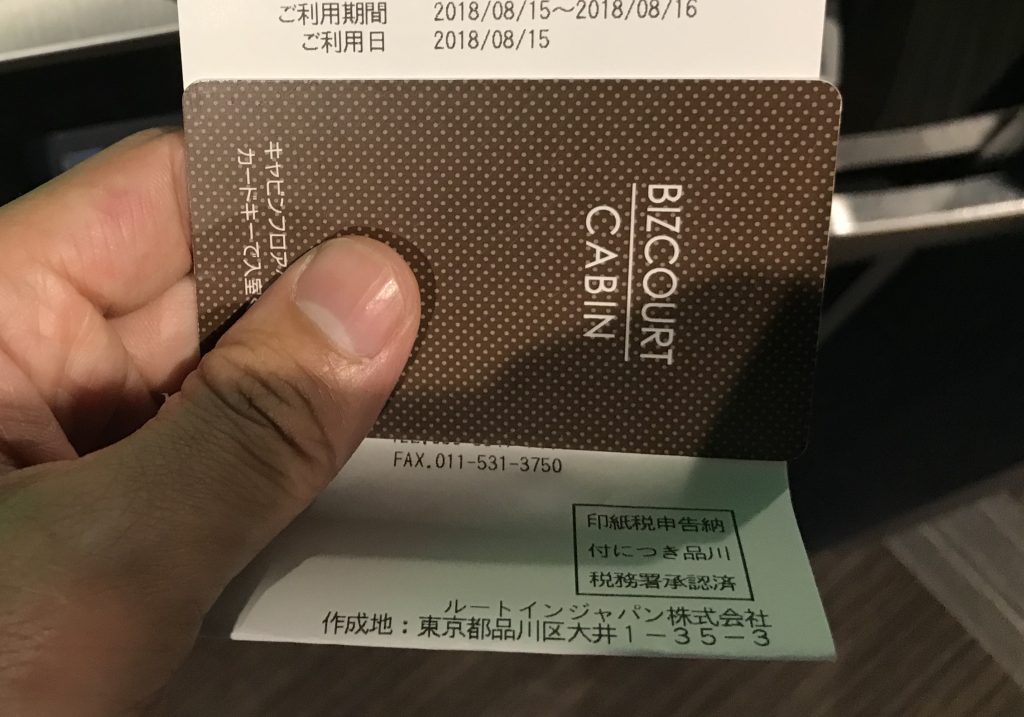 ご利用期間 2018/08/15～2018/08/16
ご利用日 2018/08/15
BIZCOURT
CABIN
キャビンフロア
カードキーで入室
FAX.011-531-3750
印紙税申告納
付につき品川
税務署承認済
ルートインジャパン株式会社
作成地：東京都品川区大井１－３５－３